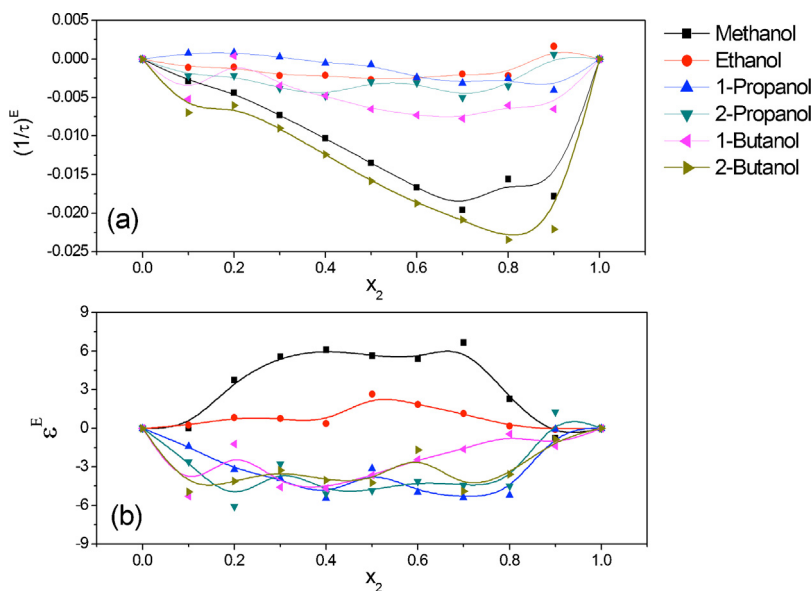 0.005
0.000
-0.005
-0.010
-0.015
-0.020
-0.025
(1/τ)ᴱ
(a)
0.0 0.2 0.4 0.6 0.8 1.0
x₂
Methanol
Ethanol
1-Propanol
2-Propanol
1-Butanol
2-Butanol
9
6
3
0
-3
-6
-9
εᴱ
(b)
0.0 0.2 0.4 0.6 0.8 1.0
x₂